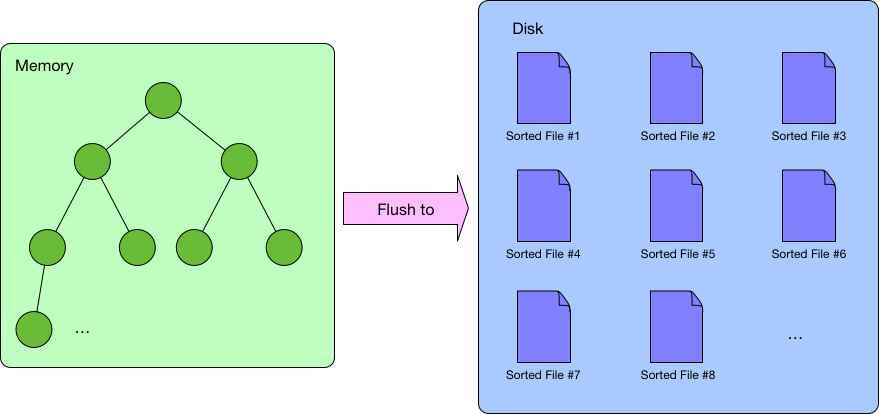 Memory
...
Flush to
Disk
Sorted File #1
Sorted File #2
Sorted File #3
Sorted File #4
Sorted File #5
Sorted File #6
Sorted File #7
Sorted File #8
...